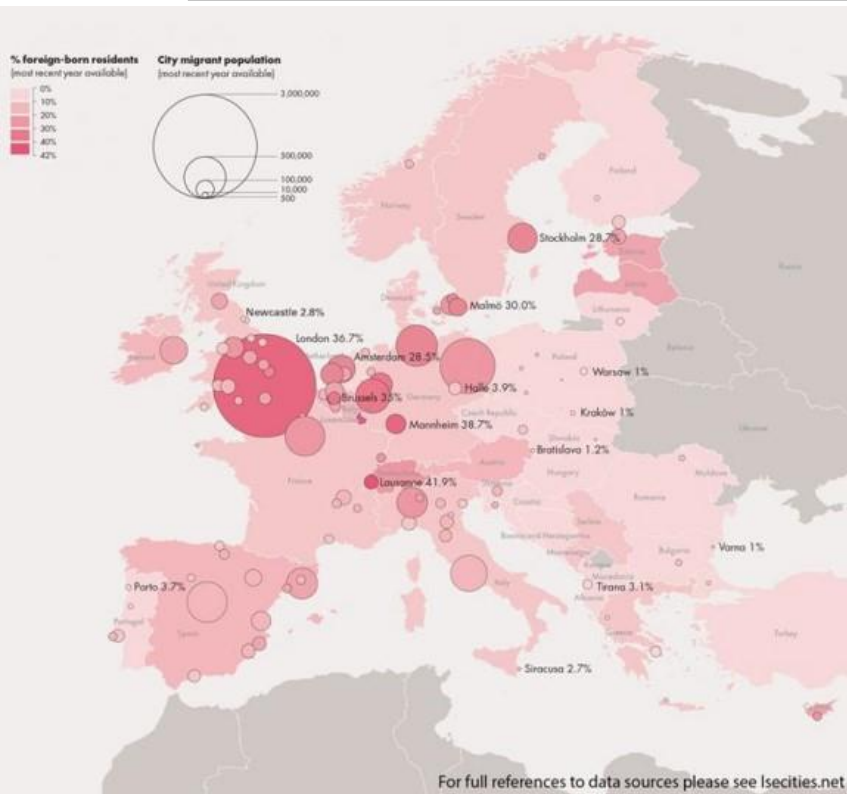 % foreign-born residents
(most recent year available)
0%
10%
20%
30%
40%
42%
City migrant population
(most recent year available)
3,000,000
500,000
100,000
10,000
500
Finland
Norway
Sweden
Stockholm 28.7%
Russia
United Kingdom
Denmark
Malmö 30.0%
Lithuania
Newcastle 2.8%
London 36.7%
Amsterdam 28.5%
Ireland
Poland
Belarus
Warsaw 1%
Halle 3.9%
Brussels 35%
Germany
Kraków 1%
Czech Republic
Mannheim 38.7%
Ukraine
Slovakia
Bratislava 1.2%
Austria
France
Lausanne 41.9%
Hungary
Moldova
Croatia
Romania
Serbia
Bosnia and Herzegovina
Montenegro
Bulgaria
Varna 1%
Macedonia
Italy
Tirana 3.1%
Albania
Porto 3.7%
Portugal
Spain
Greece
Turkey
Siracusa 2.7%
For full references to data sources please see lsecities.net